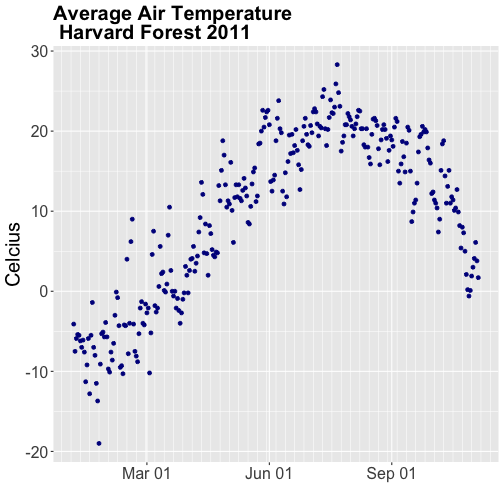 Average Air Temperature
Harvard Forest 2011
30
20
10
0
-10
-20
Celcius
Mar 01
Jun 01
Sep 01